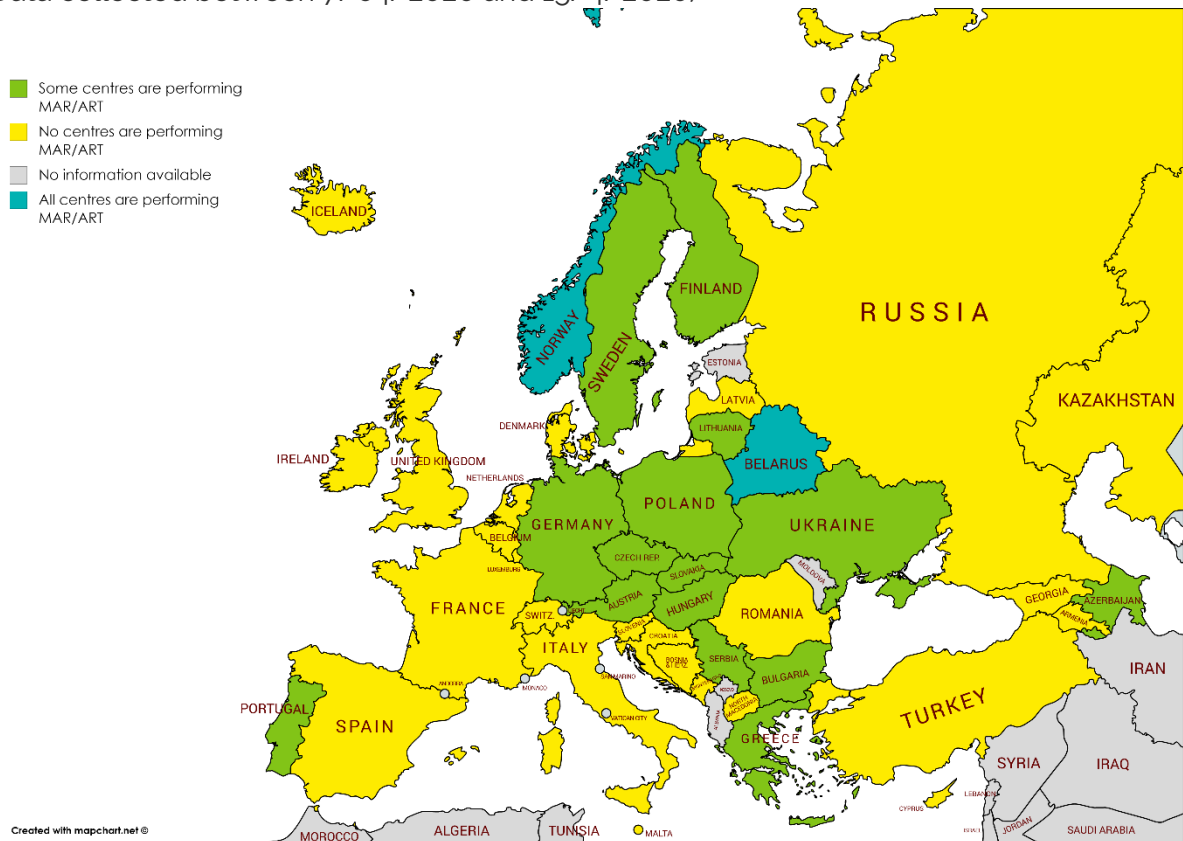 Some centres are performing
MAR/ART
No centres are performing
MAR/ART
No information available
All centres are performing
MAR/ART
ICELAND
NORWAY
SWEDEN
FINLAND
RUSSIA
ESTONIA
LATVIA
LITHUANIA
KAZAKHSTAN
DENMARK
IRELAND
UNITED KINGDOM
NETHERLANDS
BELARUS
POLAND
GERMANY
UKRAINE
BELGIUM
LUXEMBURG
CZECH REP.
SLOVAKIA
MOLDOVA
AUSTRIA
HUNGARY
FRANCE
SWITZ.
ROMANIA
GEORGIA
AZERBAIJAN
ARMENIA
SLOVENIA
CROATIA
ITALY
BOSNIA
& HERZ.
SERBIA
SAN MARINO
BULGARIA
ANDORRA
MONACO
NORTH
MACEDONIA
ALBANIA
VATICAN CITY
PORTUGAL
SPAIN
GREECE
TURKEY
IRAN
SYRIA
IRAQ
LEBANON
CYPRUS
ISRAEL
JORDAN
SAUDI ARABIA
MALTA
MOROCCO
ALGERIA
TUNISIA
Created with mapchart.net ©